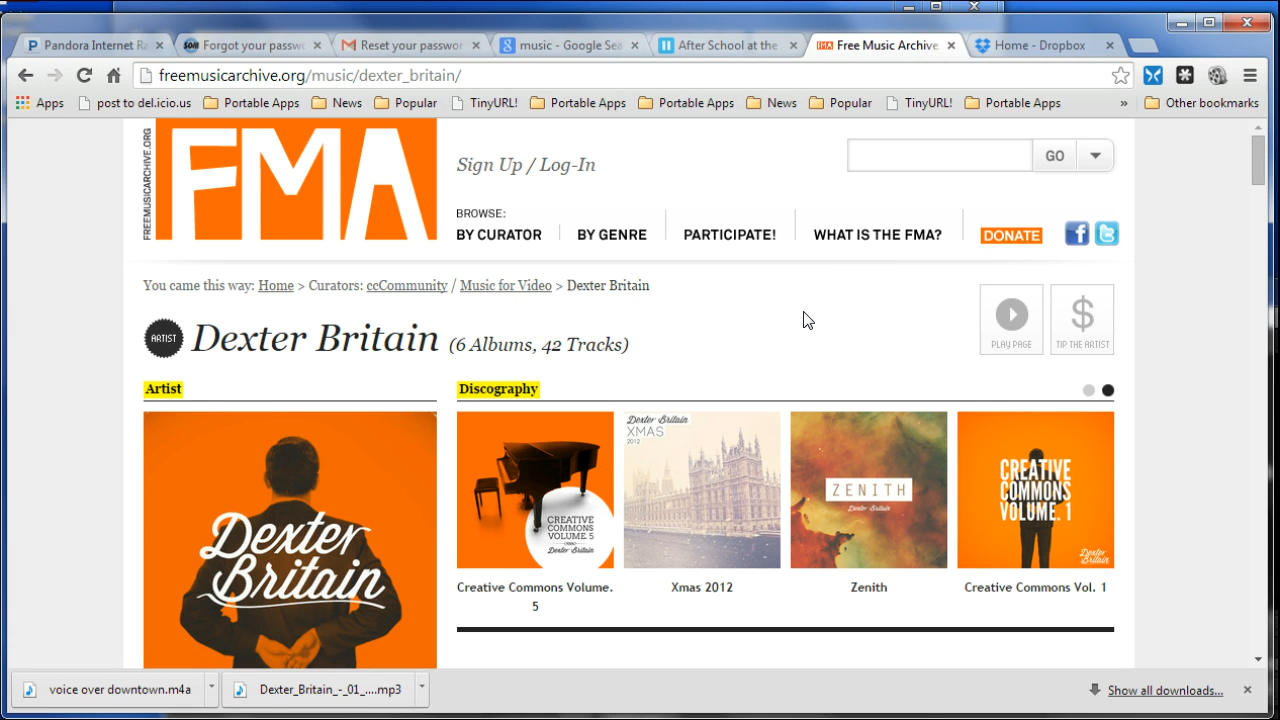 Pandora Internet Ra
Forgot your passwo
Reset your passwor
music - Google Sea
After School at the
Free Music Archive:
Home - Dropbox
freemusicarchive.org/music/dexter_britain/
Apps
post to del.icio.us
Portable Apps
News
Popular
TinyURL!
Portable Apps
Portable Apps
News
Popular
TinyURL!
Portable Apps
»
Other bookmarks
FREEMUSICARCHIVE.ORG
FMA
Sign Up / Log-In
GO
BROWSE:
BY CURATOR
BY GENRE
PARTICIPATE!
WHAT IS THE FMA?
DONATE
You came this way: Home > Curators: ccCommunity / Music for Video > Dexter Britain
ARTIST
Dexter Britain (6 Albums, 42 Tracks)
PLAY PAGE
TIP THE ARTIST
Artist
Discography
Dexter
Britain
CREATIVE
COMMONS
VOLUME. 5
Dexter Britain
Creative Commons Volume.
5
Dexter Britain
XMAS
2012
Xmas 2012
ZENITH
Dexter Britain
Zenith
CREATIVE
COMMONS
VOLUME. 1
Dexter
Britain
Creative Commons Vol. 1
voice over downtown.m4a
Dexter_Britain_-_01_....mp3
Show all downloads...